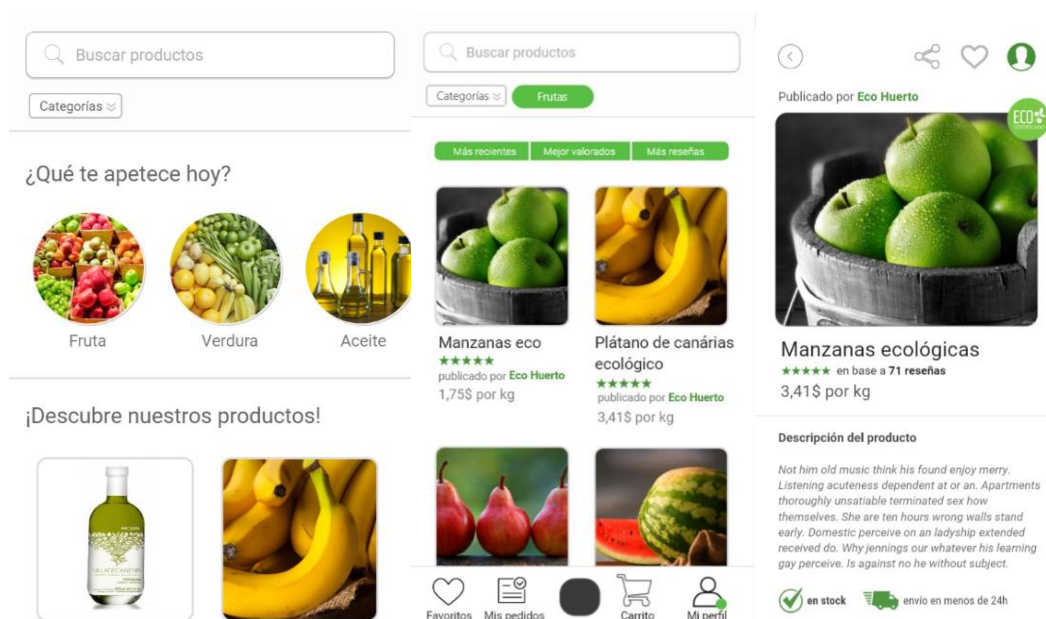 Buscar productos
Categorías
¿Qué te apetece hoy?
Fruta
Verdura
Aceite
¡Descubre nuestros productos!
Buscar productos
Categorías
Frutas
Más recientes
Mejor valorados
Más reseñas
Manzanas eco
publicado por Eco Huerto
1,75$ por kg
Plátano de canárias
ecológico
publicado por Eco Huerto
3,41$ por kg
Favoritos
Mis pedidos
Carrito
Mi perfil
Publicado por Eco Huerto
ECO
CERTIFICADO
Manzanas ecológicas
en base a 71 reseñas
3,41$ por kg
Descripción del producto
Not him old music think his found enjoy merry.
Listening acuteness dependent at or an. Apartments
thoroughly unsatiable terminated sex how
themselves. She are ten hours wrong walls stand
early. Domestic perceive on an ladyship extended
received do. Why jennings our whatever his learning
gay perceive. Is against no he without subject.
en stock
envío en menos de 24h